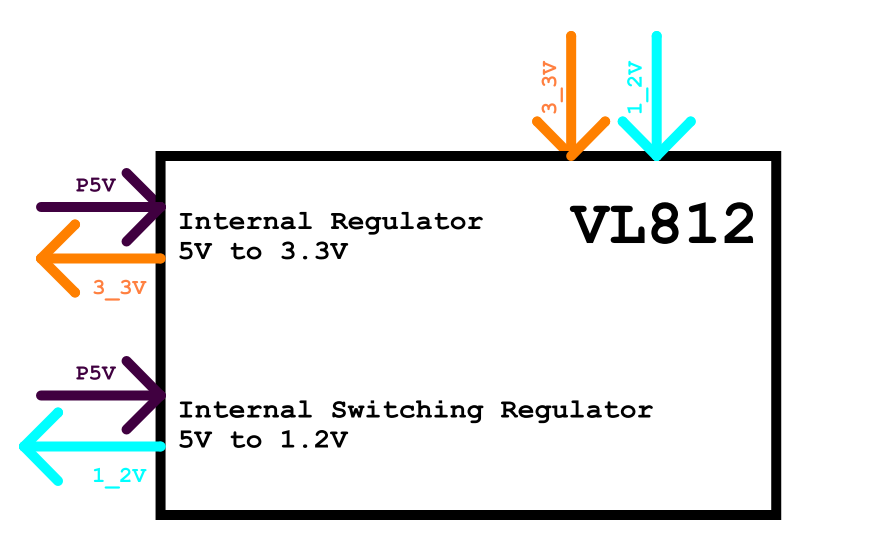 3_3V
1_2V
P5V
Internal Regulator
5V to 3.3V
VL812
3_3V
P5V
Internal Switching Regulator
5V to 1.2V
1_2V